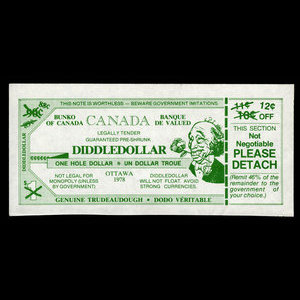 THIS NOTE IS WORTHLESS — BEWARE GOVERNMENT IMITATIONS
BUNKO OF CANADA
CANADA
BANQUE DE VALUED
LEGALLY TENDER
GUARANTEED PRE-SHRUNK
DIDDLEDOLLAR
ONE HOLE DOLLAR
UN DOLLAR TROUE
NOT LEGAL FOR
MONOPOLY (UNLESS
BY GOVERNMENT)
OTTAWA
1978
DIDDLEDOLLAR
WILL NOT FLOAT AVOID
STRONG CURRENCIES
GENUINE TRUDEAUDOUGH • DODO VÉRITABLE
11¢ 12¢
10¢ OFF
THIS SECTION
Not
Negotiable
PLEASE
DETACH
(Remit 46% of the
remainder to the
government of
your choice.)